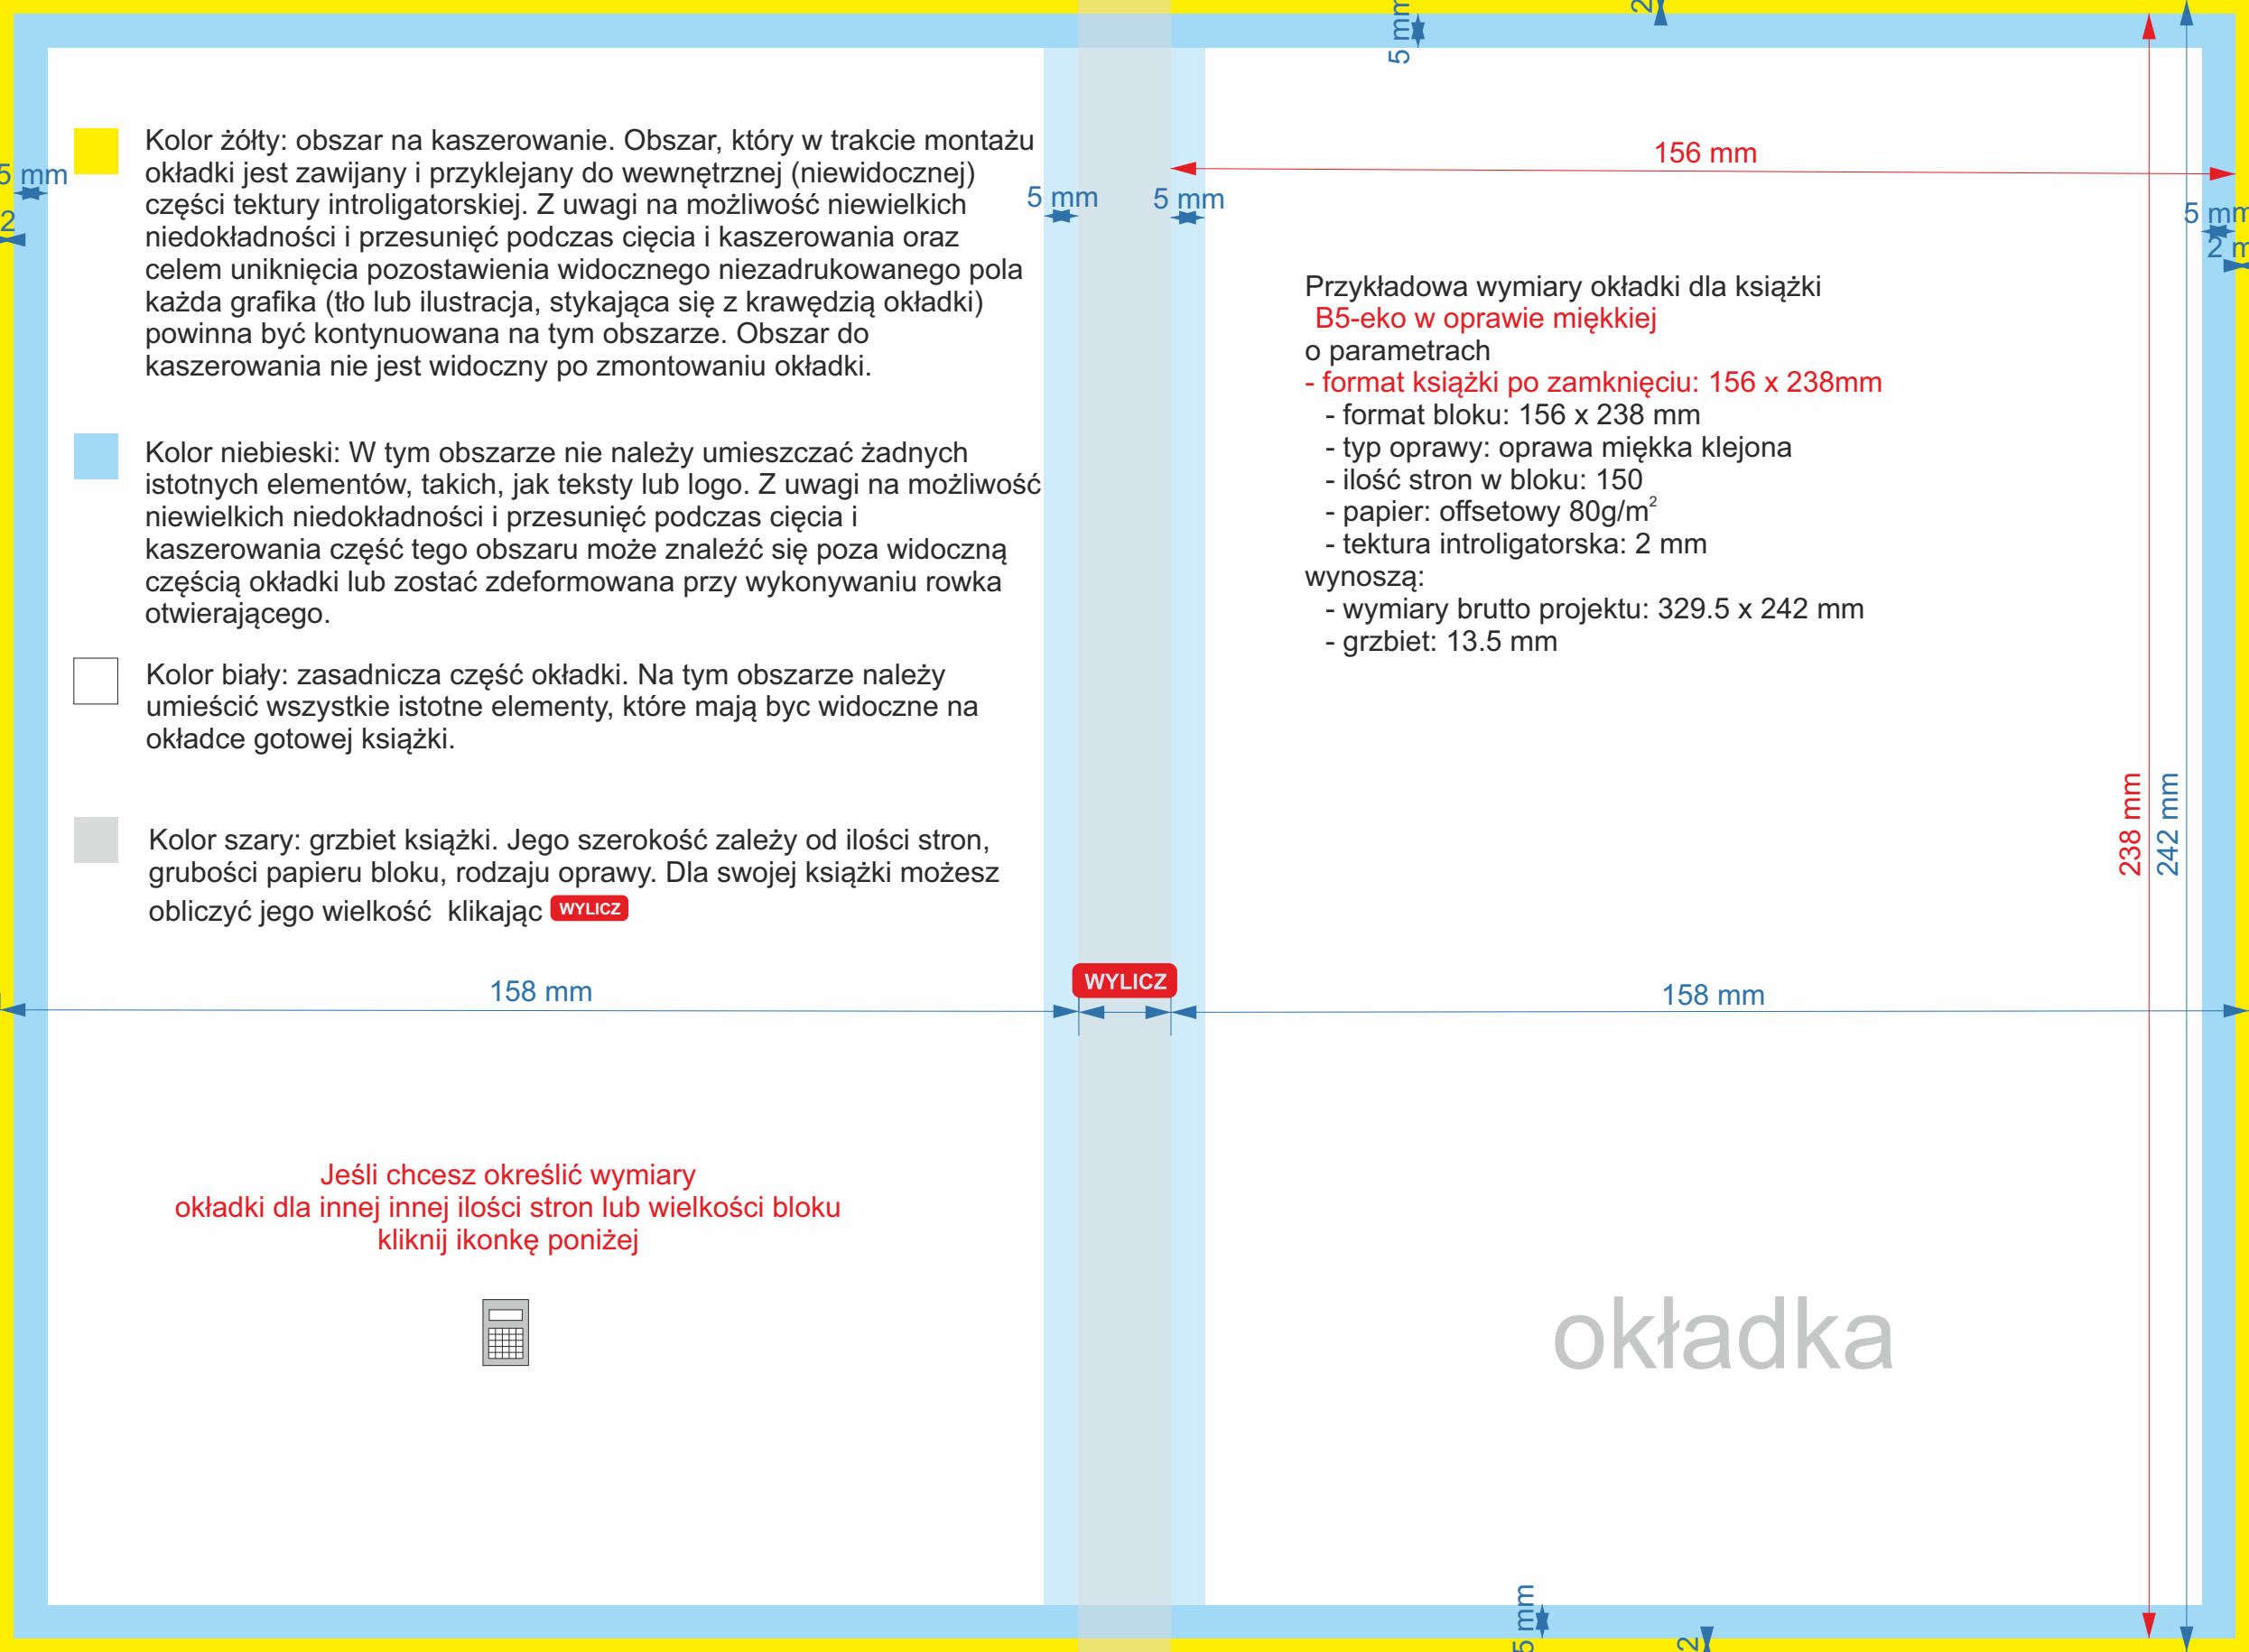 2
5 mm
Kolor żółty: obszar na kaszerowanie. Obszar, który w trakcie montażu
okładki jest zawijany i przyklejany do wewnętrznej (niewidocznej)
części tektury introligatorskiej. Z uwagi na możliwość niewielkich
niedokładności i przesunięć podczas cięcia i kaszerowania oraz
celem uniknięcia pozostawienia widocznego niezadrukowanego pola
każda grafika (tło lub ilustracja, stykająca się z krawędzią okładki)
powinna być kontynuowana na tym obszarze. Obszar do
kaszerowania nie jest widoczny po zmontowaniu okładki.
5 mm
2
5 mm
5 mm
Kolor niebieski: W tym obszarze nie należy umieszczać żadnych
istotnych elementów, takich, jak teksty lub logo. Z uwagi na możliwość
niewielkich niedokładności i przesunięć podczas cięcia i
kaszerowania część tego obszaru może znaleźć się poza widoczną
częścią okładki lub zostać zdeformowana przy wykonywaniu rowka
otwierającego.
Kolor biały: zasadnicza część okładki. Na tym obszarze należy
umieścić wszystkie istotne elementy, które mają byc widoczne na
okładce gotowej książki.
Kolor szary: grzbiet książki. Jego szerokość zależy od ilości stron,
grubości papieru bloku, rodzaju oprawy. Dla swojej książki możesz
obliczyć jego wielkość klikając WYLICZ
158 mm
WYLICZ
Jeśli chcesz określić wymiary
okładki dla innej innej ilości stron lub wielkości bloku
kliknij ikonkę poniżej
156 mm
5 mm
2 m
Przykładowa wymiary okładki dla książki
B5-eko w oprawie miękkiej
o parametrach
- format książki po zamknięciu: 156 x 238mm
- format bloku: 156 x 238 mm
- typ oprawy: oprawa miękka klejona
- ilość stron w bloku: 150
- papier: offsetowy 80g/m²
- tektura introligatorska: 2 mm
wynoszą:
- wymiary brutto projektu: 329.5 x 242 mm
- grzbiet: 13.5 mm
238 mm
242 mm
158 mm
okładka
5 mm
2